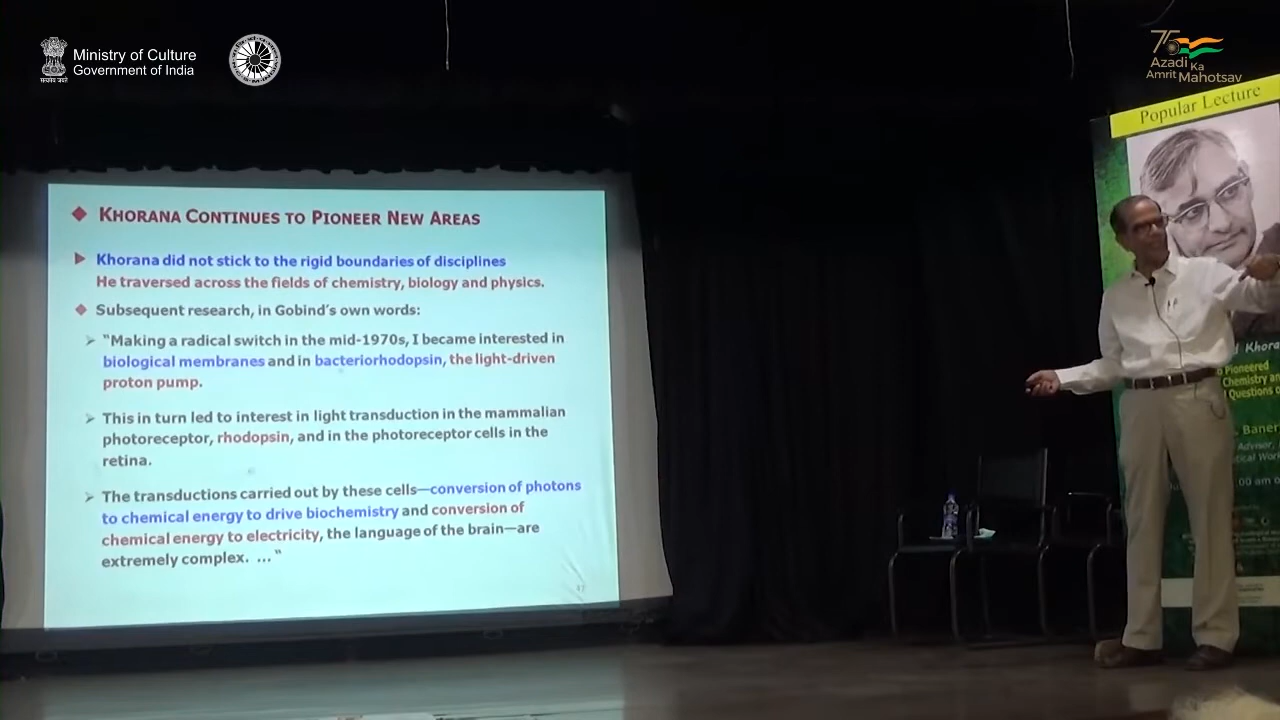 सत्यमेव जयते
Ministry of Culture
Government of India
75
Azadi Ka
Amrit Mahotsav
Popular Lecture
❖ KHORANA CONTINUES TO PIONEER NEW AREAS
Khorana did not stick to the rigid boundaries of disciplines
He traversed across the fields of chemistry, biology and physics.
Subsequent research, in Gobind's own words:
"Making a radical switch in the mid-1970s, I became interested in
biological membranes and in bacteriorhodopsin, the light-driven
proton pump.
This in turn led to interest in light transduction in the mammalian
photoreceptor, rhodopsin, and in the photoreceptor cells in the
retina.
The transductions carried out by these cells—conversion of photons
to chemical energy to drive biochemistry and conversion of
chemical energy to electricity, the language of the brain—are
extremely complex. ..."
Khora
Pioneered
Chemistry an
Questions o
Baner
Advisor,
00 am o